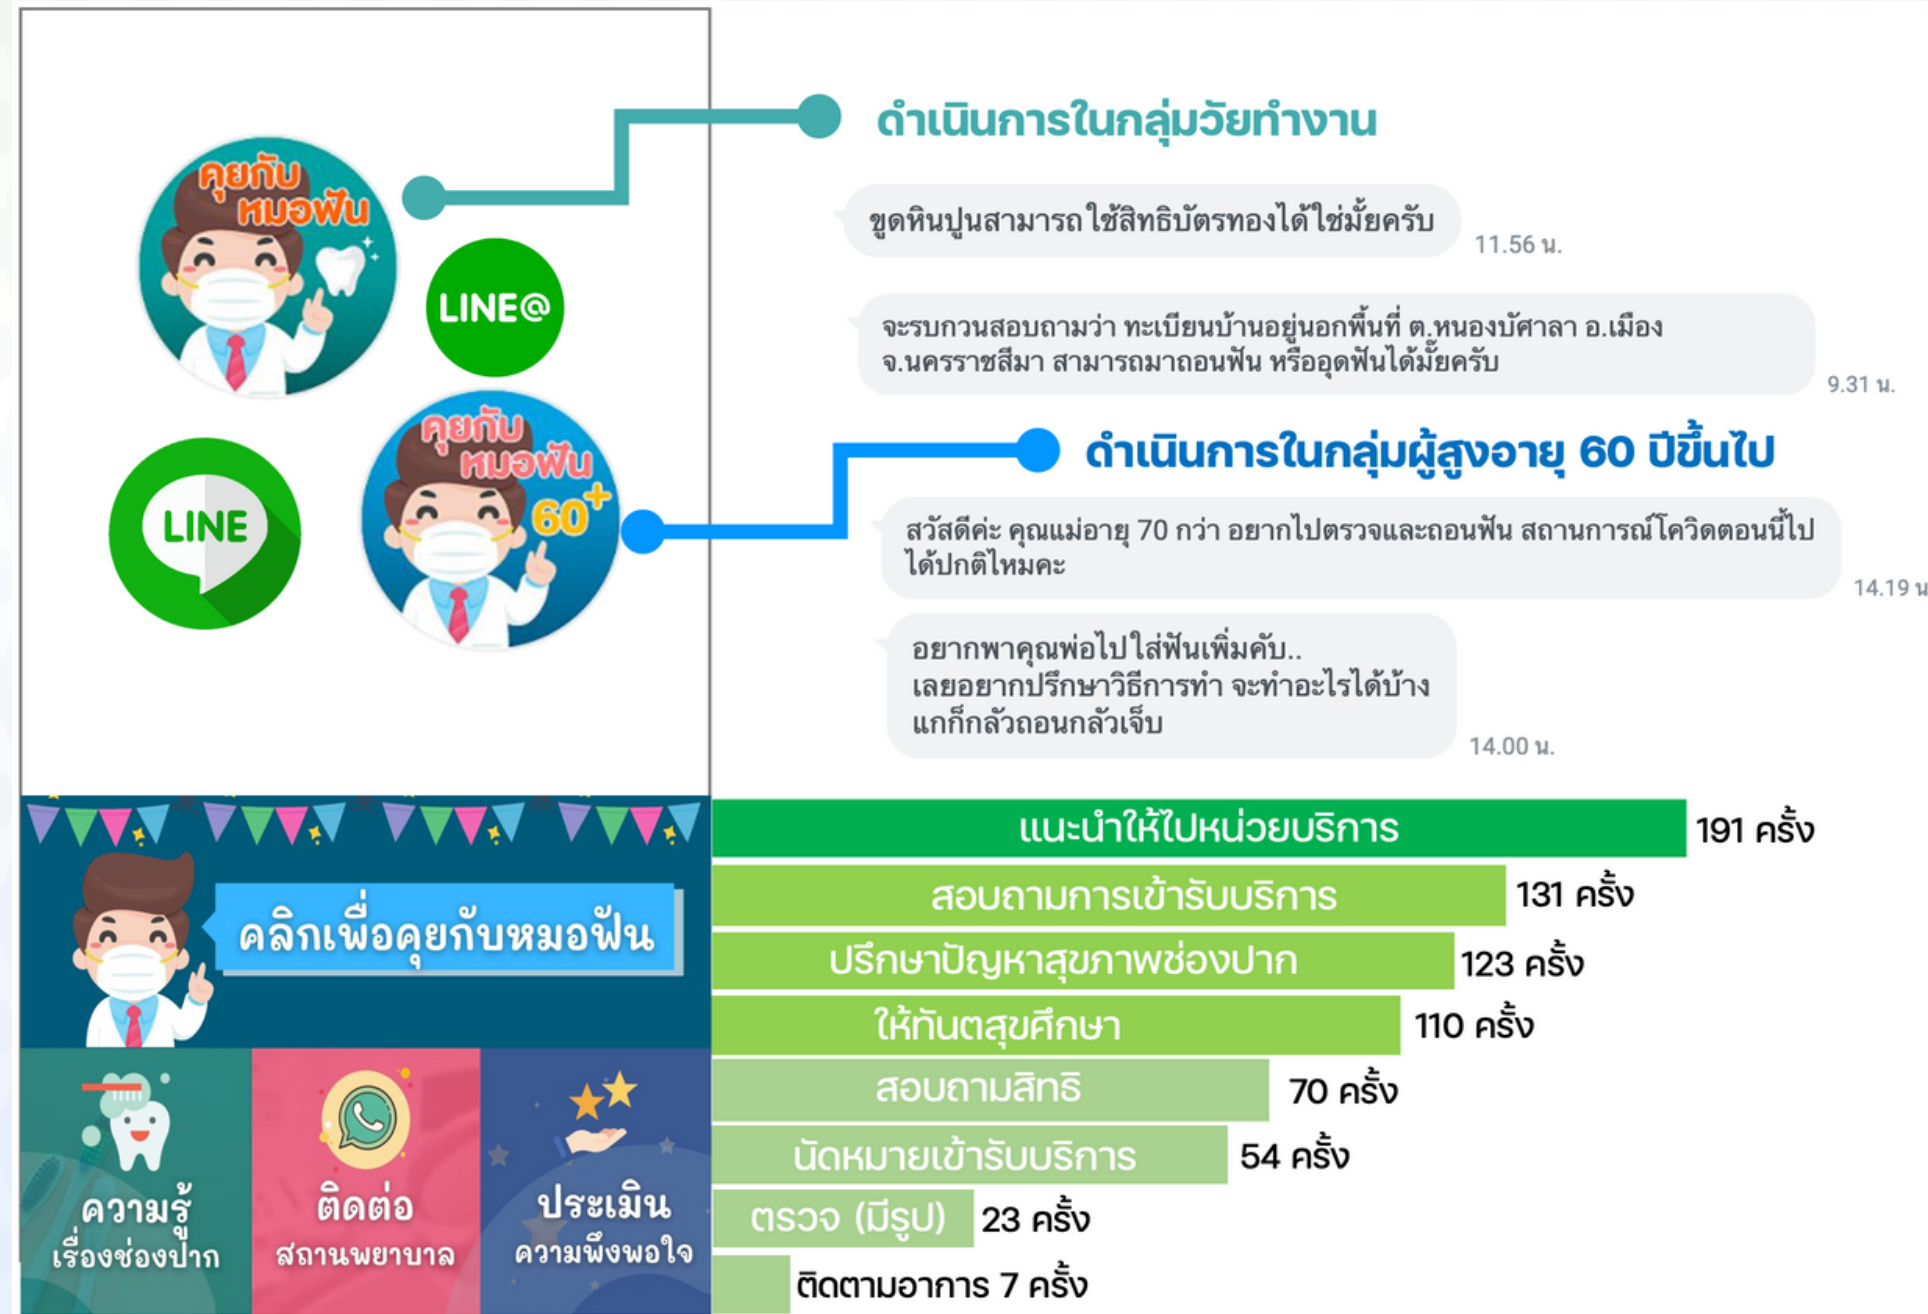 คุยกับ
หมอฟัน
LINE@
LINE
คุยกับ
หมอฟัน
60+
ดำเนินการในกลุ่มวัยทำงาน
ขูดหินปูนสามารถใช้สิทธิบัตรทองได้ใช่มั้ยครับ
11.56 น.
จะรบกวนสอบถามว่า ทะเบียนบ้านอยู่นอกพื้นที่ ต.หนองบัศาลา อ.เมือง
จ.นครราชสีมา สามารถมาถอนฟัน หรืออุดฟันได้มั๊ยครับ
9.31 น.
ดำเนินการในกลุ่มผู้สูงอายุ 60 ปีขึ้นไป
สวัสดีค่ะ คุณแม่อายุ 70 กว่า อยากไปตรวจและถอนฟัน สถานการณ์โควิดตอนนี้ไป
ได้ปกติไหมคะ
14.19 น
อยากพาคุณพ่อไปใส่ฟันเพิ่มคับ..
เลยอยากปรึกษาวิธีการทำ จะทำอะไรได้บ้าง
แกก็กลัวถอนกลัวเจ็บ
14.00 น.
คลิกเพื่อคุยกับหมอฟัน
ความรู้
เรื่องช่องปาก
ติดต่อ
สถานพยาบาล
ประเมิน
ความพึงพอใจ
แนะนำให้ไปหน่วยบริการ 191 ครั้ง
สอบถามการเข้ารับบริการ 131 ครั้ง
ปรึกษาปัญหาสุขภาพช่องปาก 123 ครั้ง
ให้ทันตสุขศึกษา 110 ครั้ง
สอบถามสิทธิ 70 ครั้ง
นัดหมายเข้ารับบริการ 54 ครั้ง
ตรวจ (มีรูป) 23 ครั้ง
ติดตามอาการ 7 ครั้ง